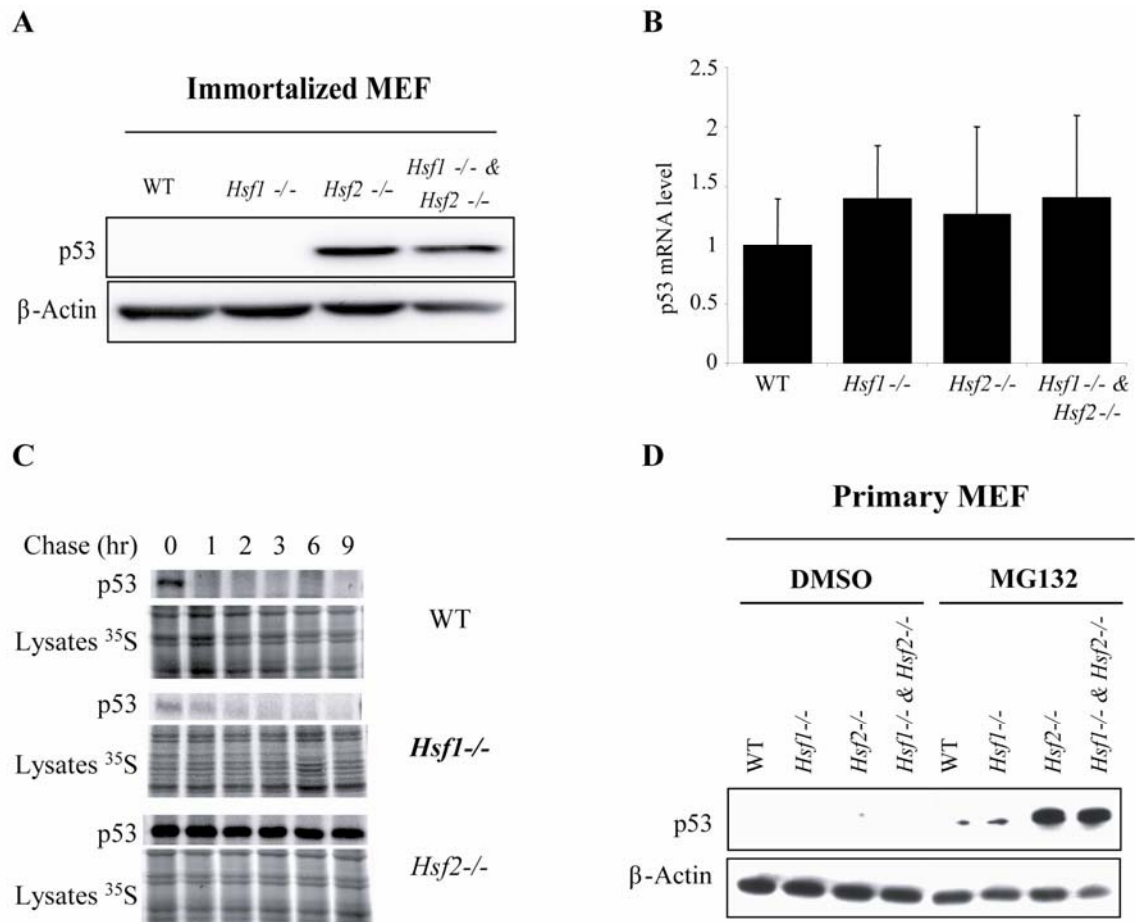 A
Immortalized MEF
WT
Hsf1 -/-
Hsf2 -/-
Hsf1 -/- &
Hsf2 -/-
p53
β-Actin
B
2.5
2
1.5
1
0.5
0
p53 mRNA level
WT
Hsf1-/-
Hsf2-/-
Hsf1-/- &
Hsf2-/-
C
Chase (hr) 0 1 2 3 6 9
p53
Lysates ³⁵S
WT
p53
Lysates ³⁵S
Hsf1-/-
p53
Lysates ³⁵S
Hsf2-/-
D
Primary MEF
DMSO
MG132
WT
Hsf1-/-
Hsf2-/-
Hsf1-/- & Hsf2-/-
WT
Hsf1-/-
Hsf2-/-
Hsf1-/- & Hsf2-/-
p53
β-Actin